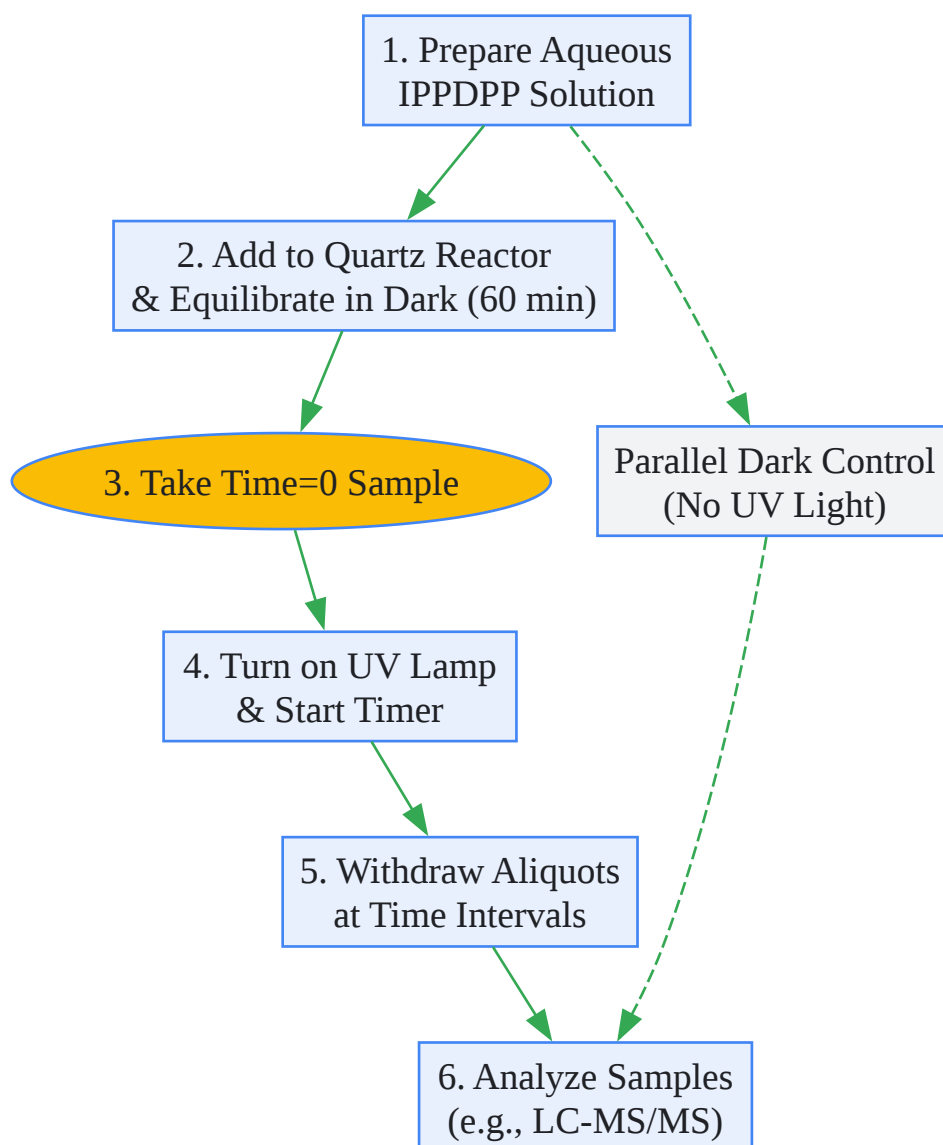 1. Prepare Aqueous
IPPDPP Solution
2. Add to Quartz Reactor
& Equilibrate in Dark (60 min)
3. Take Time=0 Sample
Parallel Dark Control
(No UV Light)
4. Turn on UV Lamp
& Start Timer
5. Withdraw Aliquots
at Time Intervals
6. Analyze Samples
(e.g., LC-MS/MS)